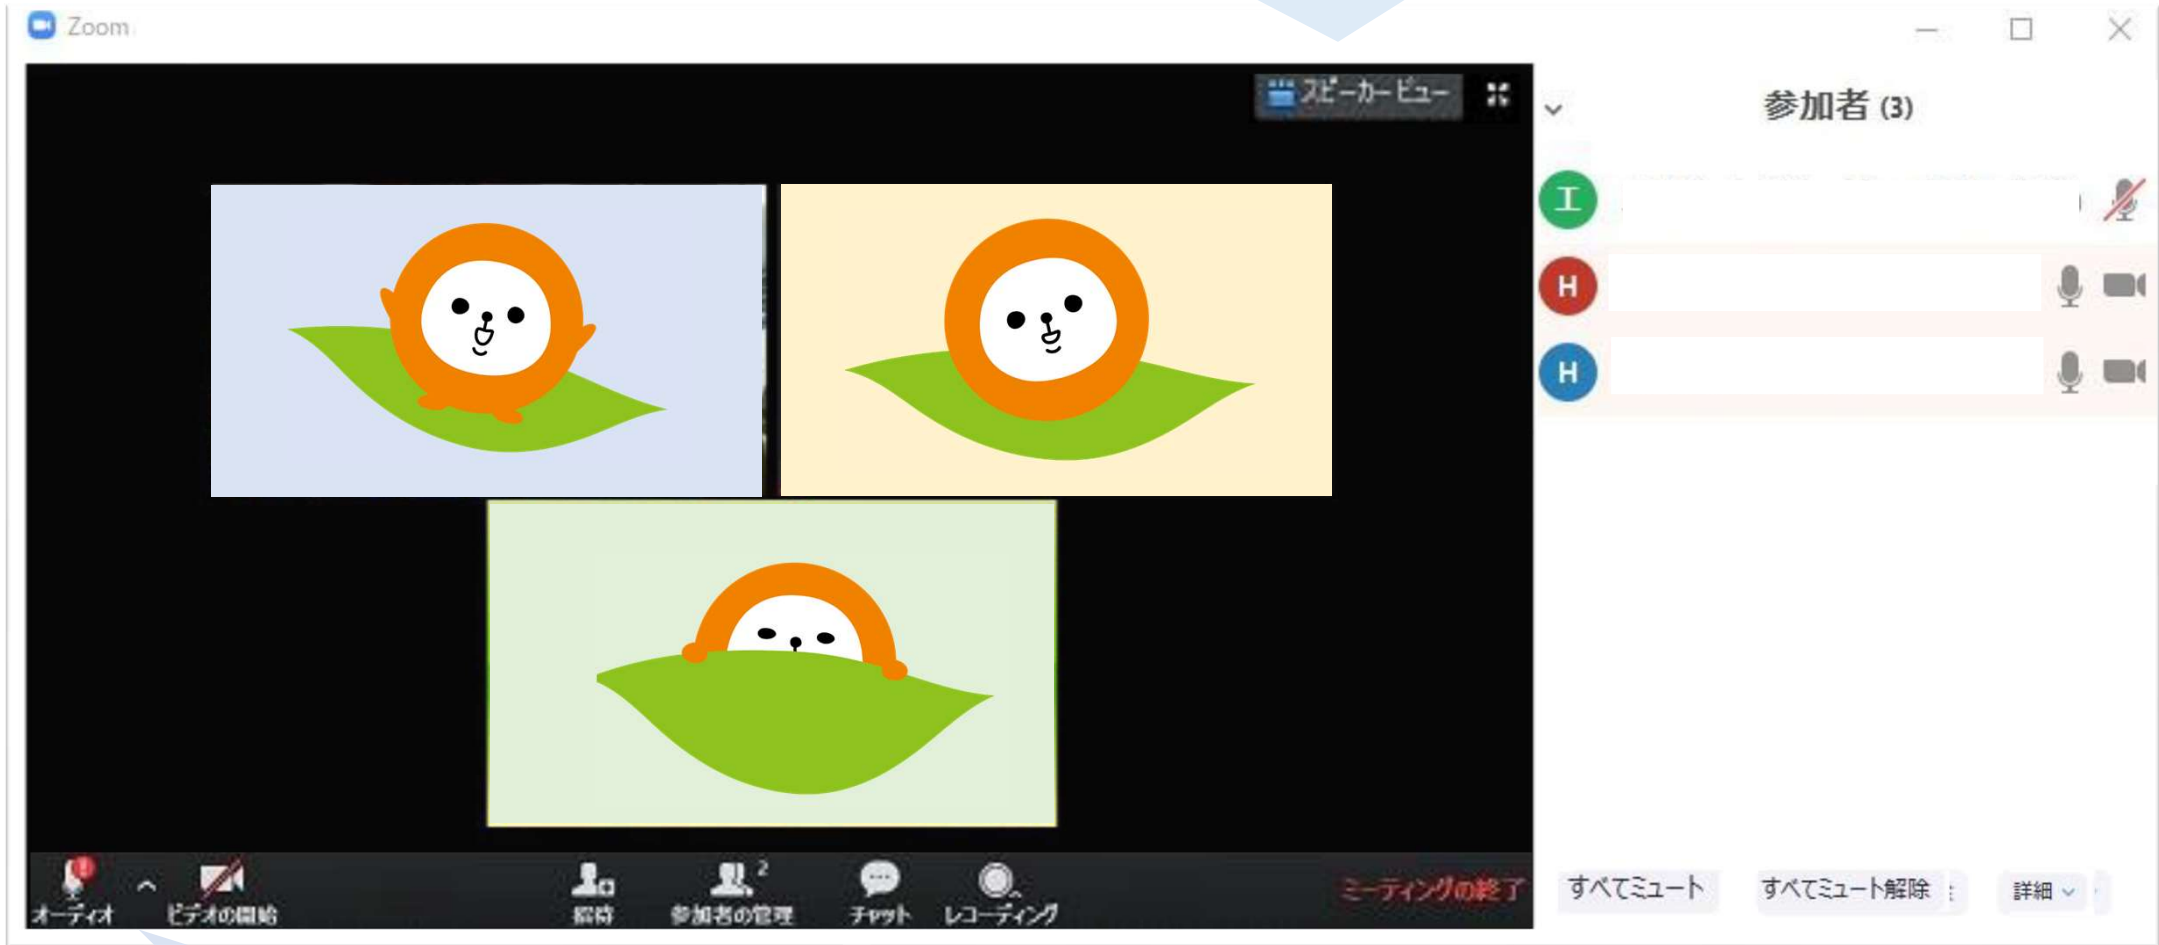 Zoom
スピーカー ビュー
参加者 (3)
エ
H
H
オーディオ
ビデオの開始
招待
参加者の管理
2
チャット
レコーディング
ミーティングの終了
すべてミュート
すべてミュート解除
詳細